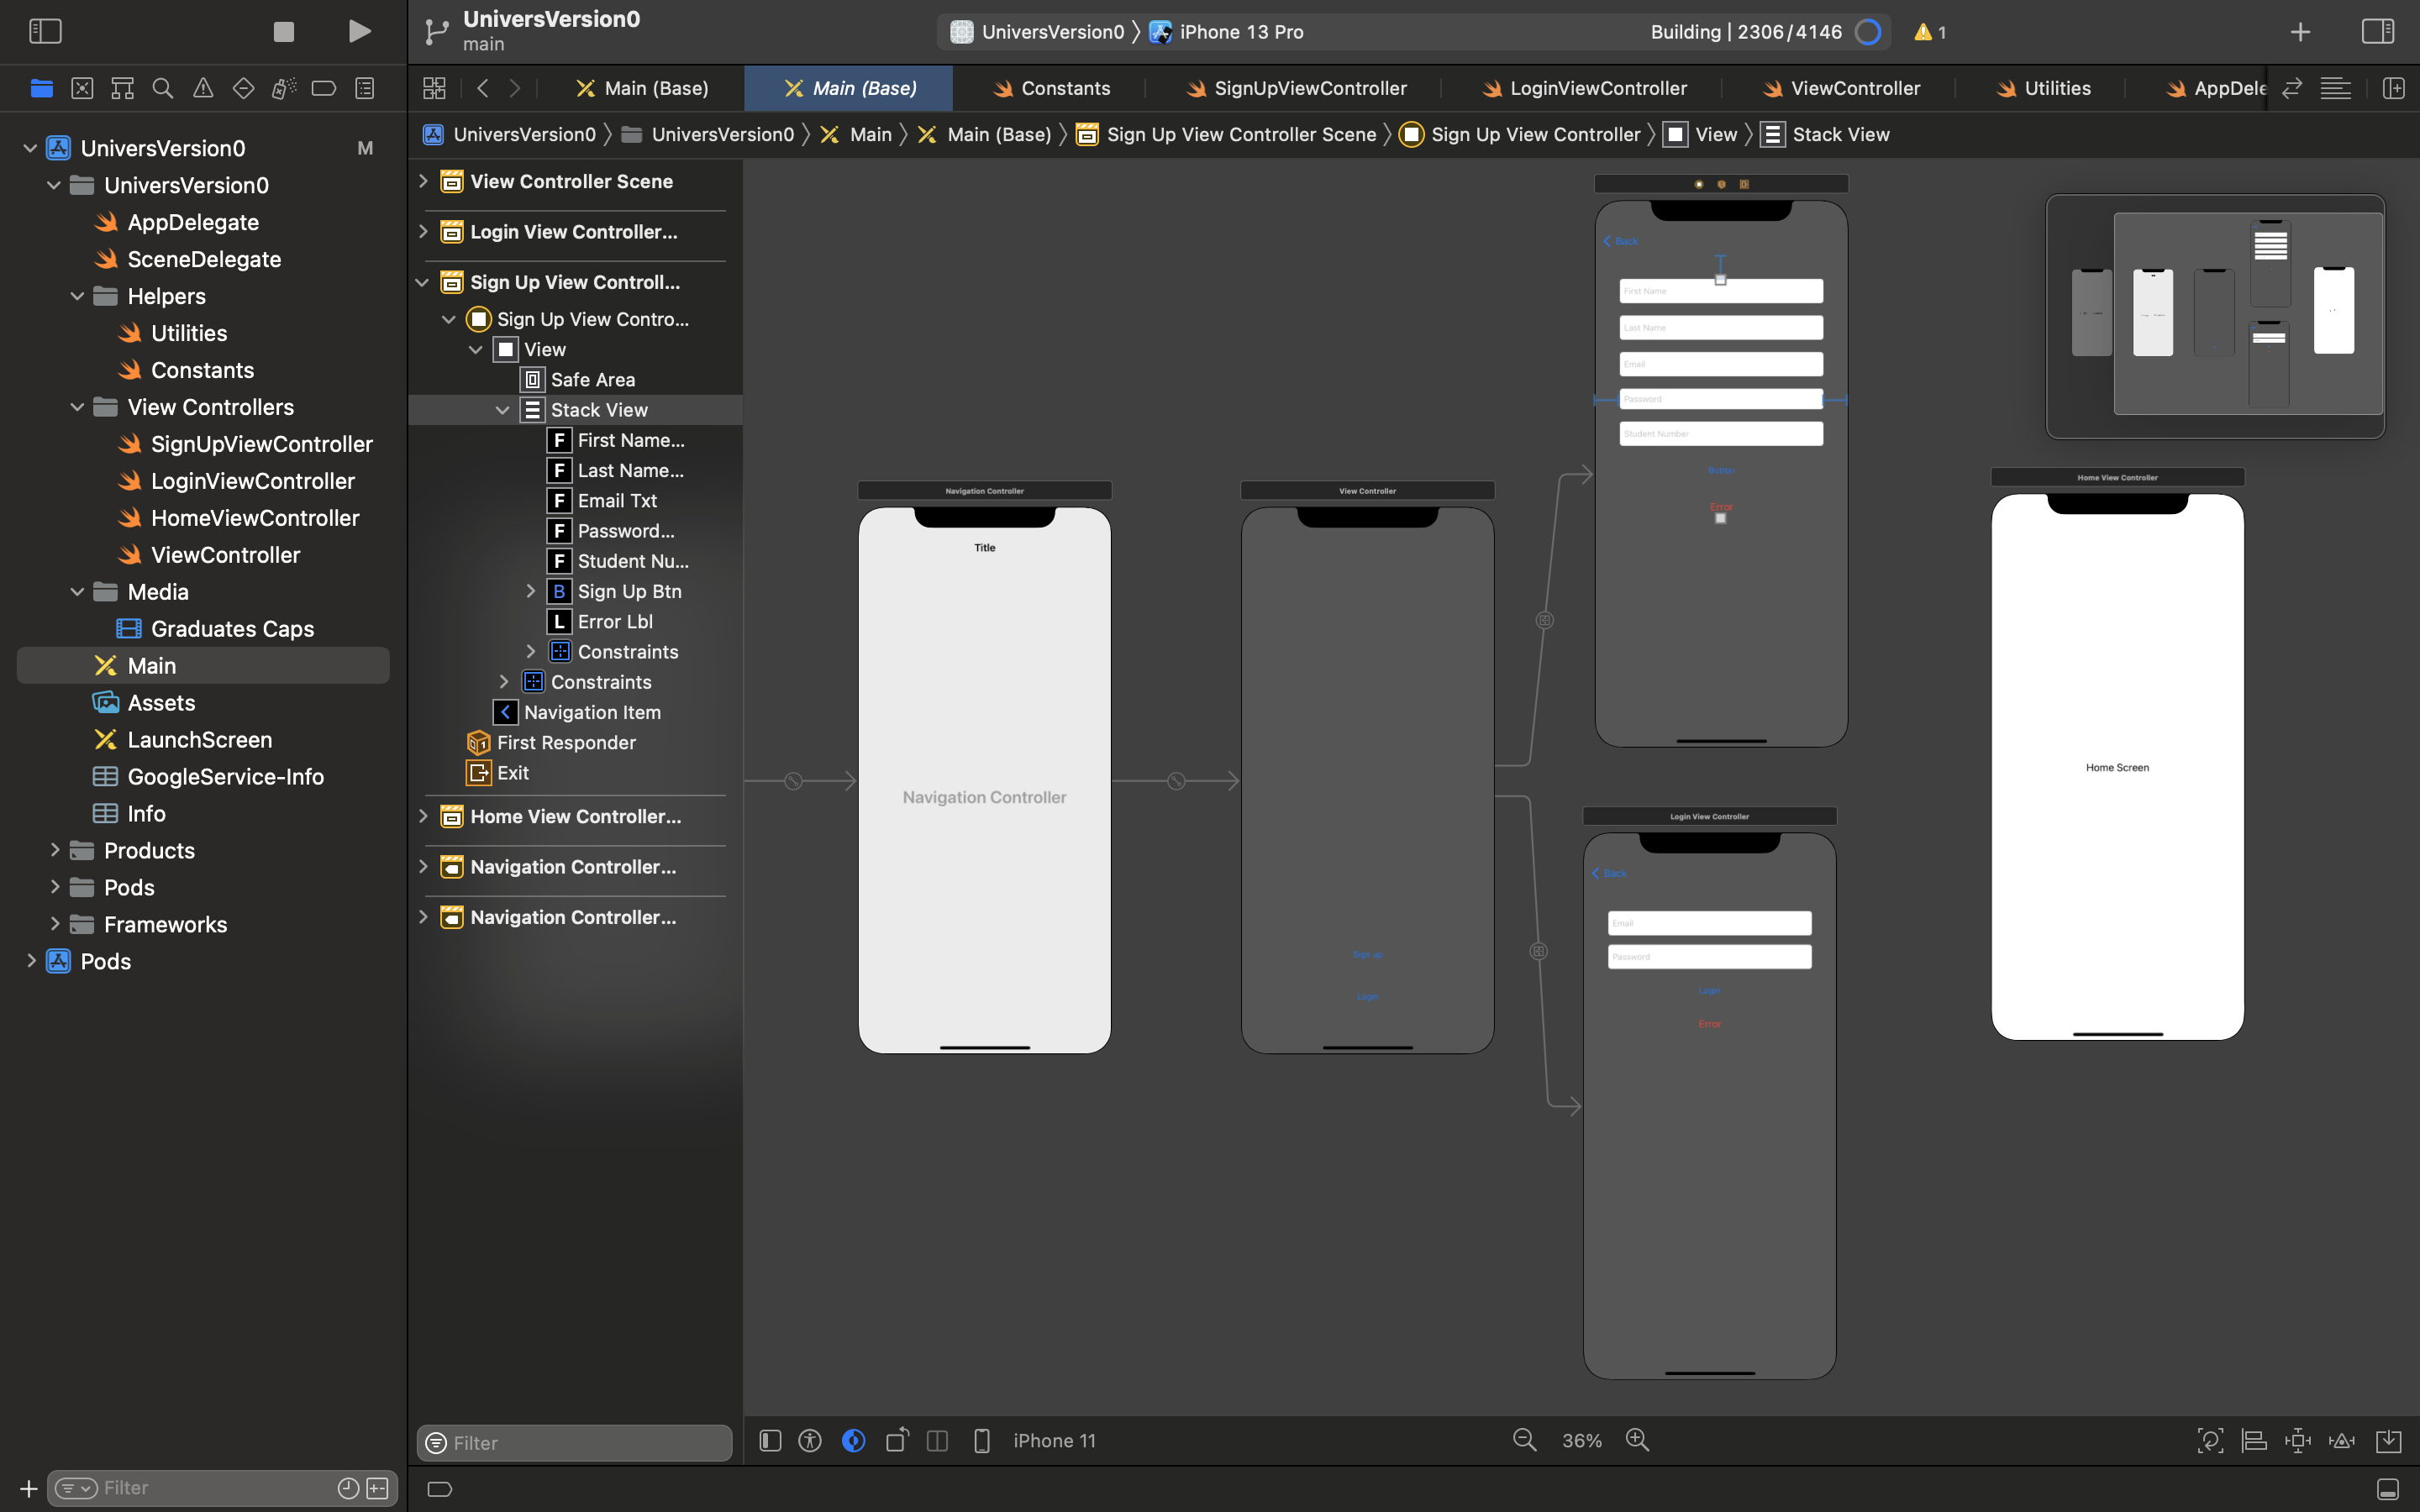 UniversVersion0
main
UniversVersion0 〉 iPhone 13 Pro
Building | 2306/4146
1
Main (Base)
Main (Base)
Constants
SignUpViewController
LoginViewController
ViewController
Utilities
AppDele
UniversVersion0 〉 UniversVersion0 〉 Main 〉 Main (Base) 〉 Sign Up View Controller Scene 〉 Sign Up View Controller 〉 View 〉 Stack View
UniversVersion0 M
UniversVersion0
AppDelegate
SceneDelegate
Helpers
Utilities
Constants
View Controllers
SignUpViewController
LoginViewController
HomeViewController
ViewController
Media
Graduates Caps
Main
Assets
LaunchScreen
GoogleService-Info
Info
Products
Pods
Frameworks
Pods
Filter
View Controller Scene
Login View Controller...
Sign Up View Controll...
Sign Up View Contro...
View
Safe Area
Stack View
F First Name...
F Last Name...
F Email Txt
F Password...
F Student Nu...
B Sign Up Btn
L Error Lbl
Constraints
Constraints
Navigation Item
First Responder
Exit
Home View Controller...
Navigation Controller...
Navigation Controller...
Filter
Navigation Controller
Title
Navigation Controller
View Controller
Sign up
Login
Back
First Name
Last Name
Email
Password
Student Number
Button
Error
Login View Controller
Back
Email
Password
Login
Error
Home View Controller
Home Screen
iPhone 11
36%